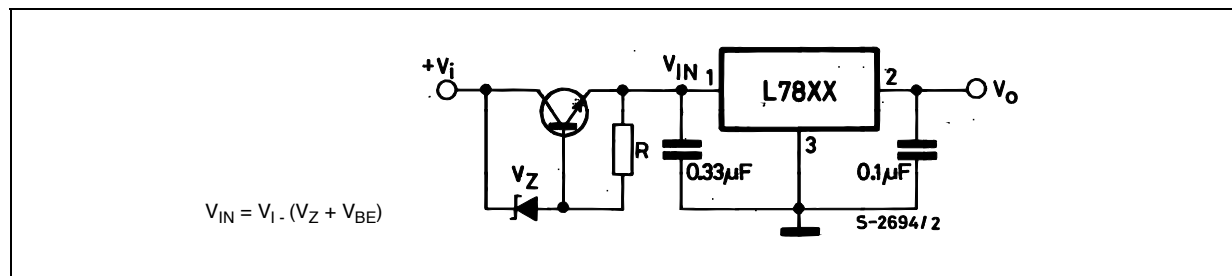 +Vi
VIN
1
L78XX
2
Vo
3
R
0.33µF
0.1µF
VZ
S-2694/2
VIN = VI - (VZ + VBE)